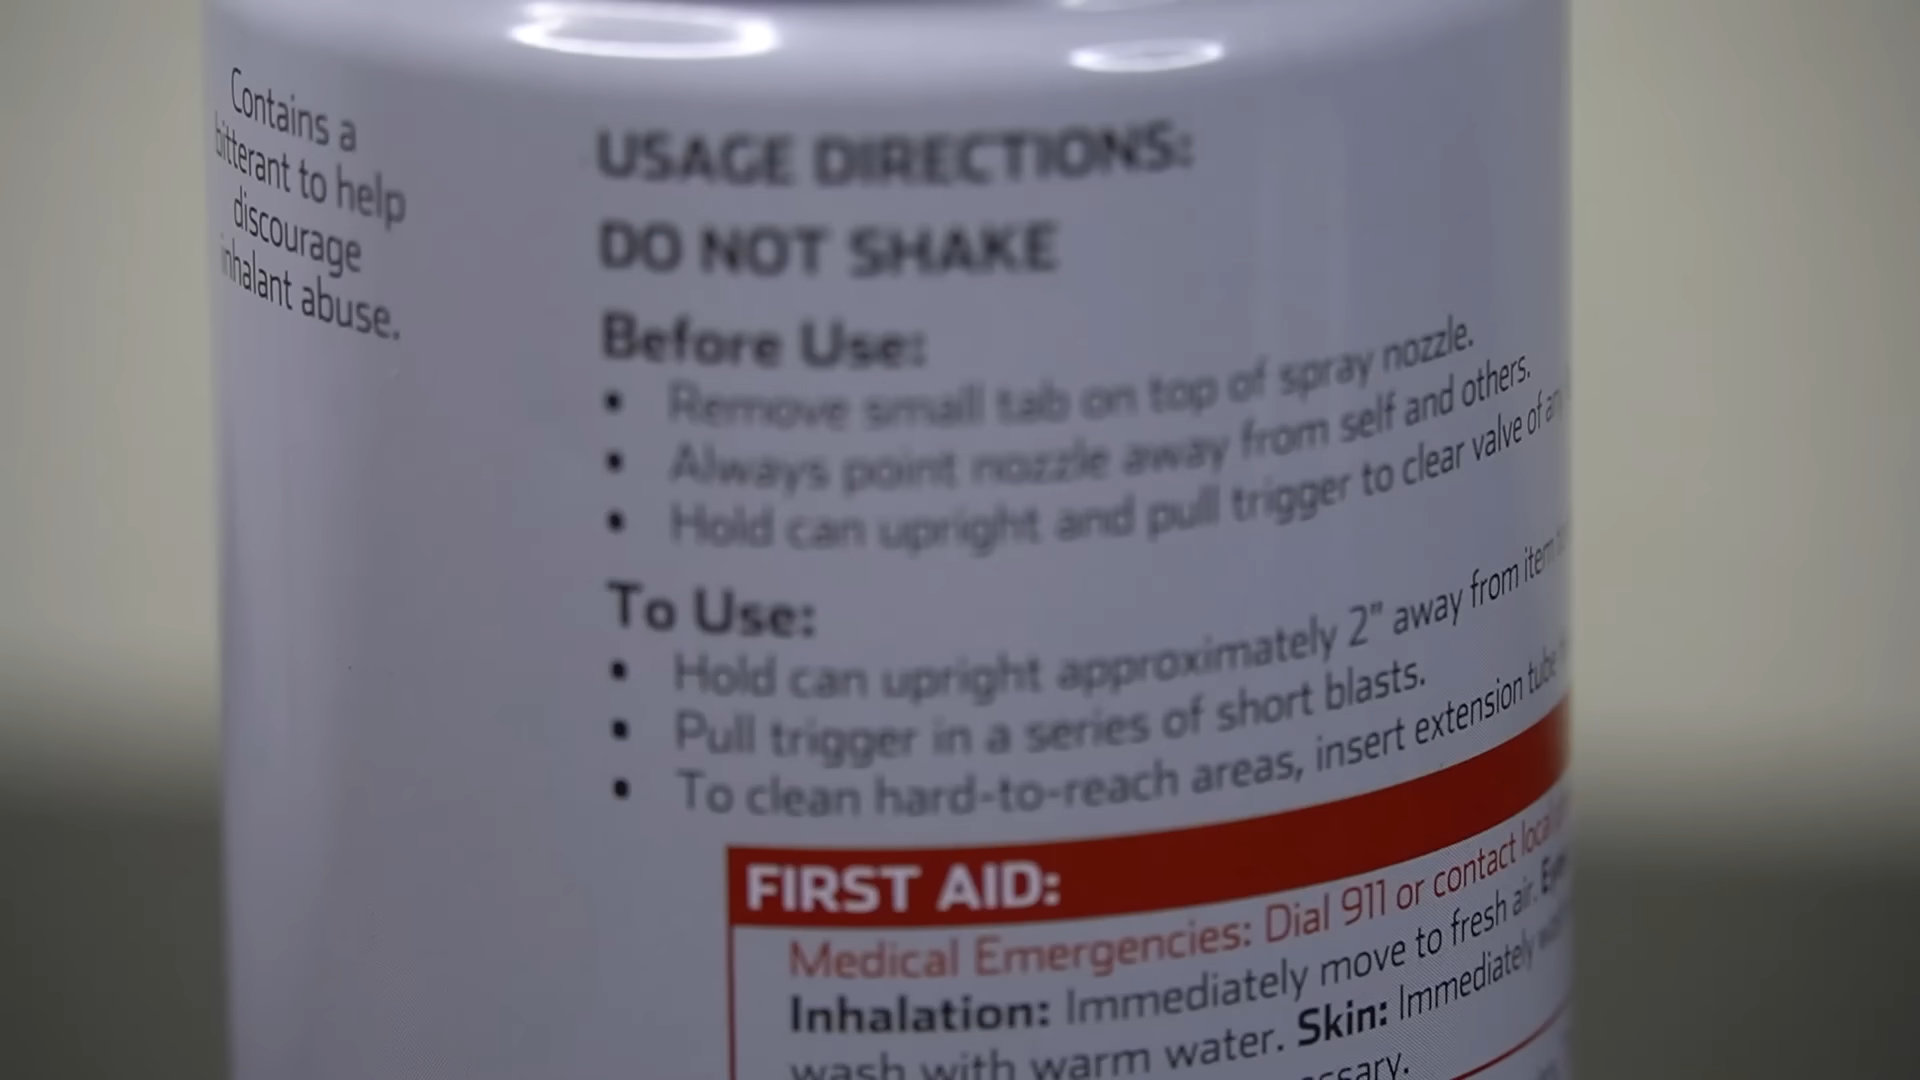 Contains a
bitterant to help
discourage
inhalant abuse.
USAGE DIRECTIONS:
DO NOT SHAKE
Before Use:
• Remove small tab on top of spray nozzle.
• Always point nozzle away from self and others.
• Hold can upright and pull trigger to clear valve of any
To Use:
• Hold can upright approximately 2" away from item
• Pull trigger in a series of short blasts.
• To clean hard-to-reach areas, insert extension tube
FIRST AID:
Medical Emergencies: Dial 911 or contact local
Inhalation: Immediately move to fresh air.
wash with warm water. Skin: Immediately